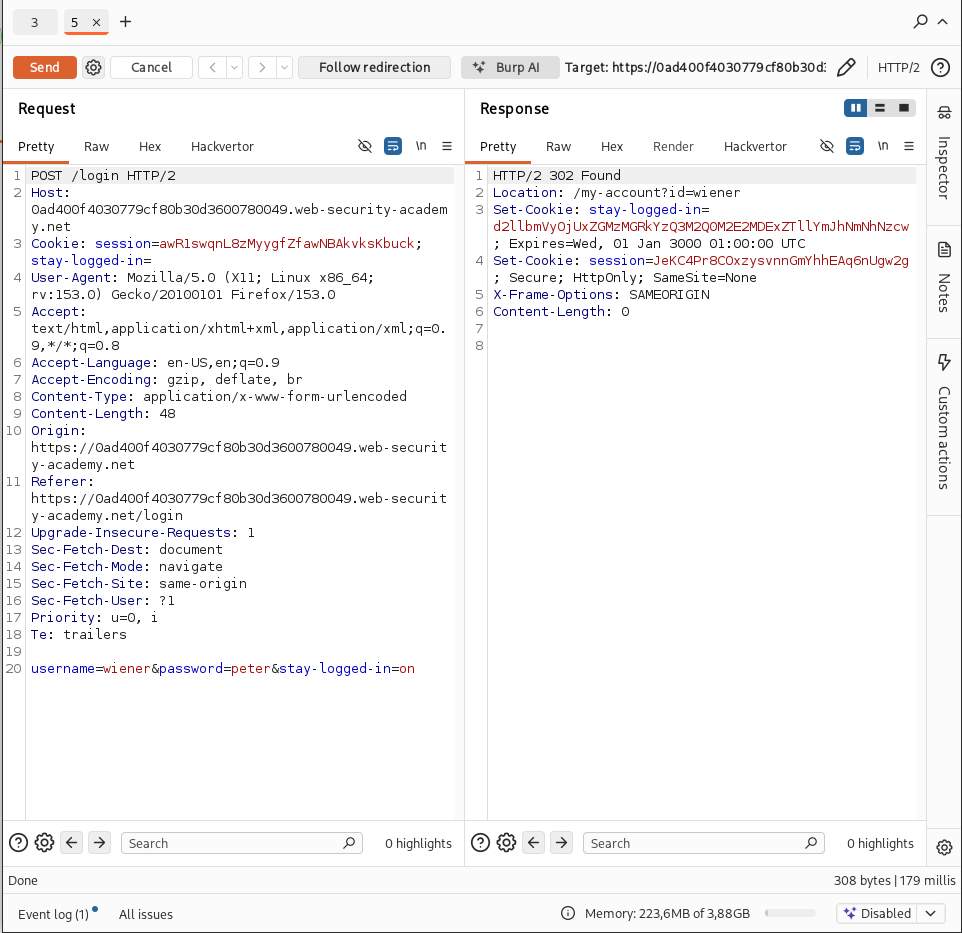 3
5 × +
Send
Cancel
Follow redirection
Burp AI
Target: https://0ad400f4030779cf80b30d3
HTTP/2
Request
Pretty Raw Hex Hackvertor
\n
1 POST /login HTTP/2
2 Host:
0ad400f4030779cf80b30d3600780049.web-security-academ
y.net
3 Cookie: session=awR1swqnL8zMyygfZfawNBAkvksKbuck;
stay-logged-in=
4 User-Agent: Mozilla/5.0 (X11; Linux x86_64;
rv:153.0) Gecko/20100101 Firefox/153.0
5 Accept:
text/html,application/xhtml+xml,application/xml;q=0.
9,*/*;q=0.8
6 Accept-Language: en-US,en;q=0.9
7 Accept-Encoding: gzip, deflate, br
8 Content-Type: application/x-www-form-urlencoded
9 Content-Length: 48
10 Origin:
https://0ad400f4030779cf80b30d3600780049.web-securit
y-academy.net
11 Referer:
https://0ad400f4030779cf80b30d3600780049.web-securit
y-academy.net/login
12 Upgrade-Insecure-Requests: 1
13 Sec-Fetch-Dest: document
14 Sec-Fetch-Mode: navigate
15 Sec-Fetch-Site: same-origin
16 Sec-Fetch-User: ?1
17 Priority: u=0, i
18 Te: trailers
19
20 username=wiener&password=peter&stay-logged-in=on
Response
Pretty Raw Hex Render Hackvertor
\n
1 HTTP/2 302 Found
2 Location: /my-account?id=wiener
3 Set-Cookie: stay-logged-in=
d2llbmVyOjUxZGMzMGRkYzQ3M2Q0M2E2MDExZTllYmJhNmNhNzcw
; Expires=Wed, 01 Jan 3000 01:00:00 UTC
4 Set-Cookie: session=JeKC4Pr8COxzysvnnGmYhhEAq6nUgw2g
; Secure; HttpOnly; SameSite=None
5 X-Frame-Options: SAMEORIGIN
6 Content-Length: 0
7
8
Inspector
Notes
Custom actions
Search
0 highlights
Search
0 highlights
Done
308 bytes | 179 millis
Event log (1)
All issues
Memory: 223,6MB of 3,88GB
Disabled